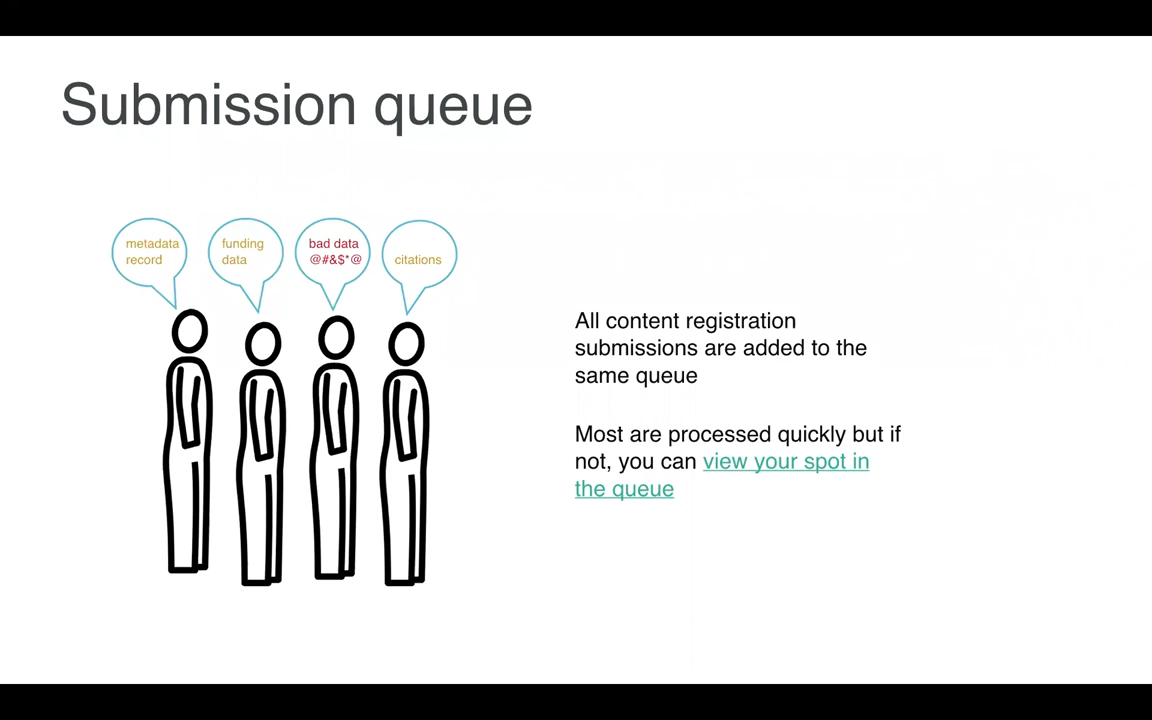 Submission queue
metadata
record
funding
data
bad data
@#&$*@
citations
All content registration
submissions are added to the
same queue
Most are processed quickly but if
not, you can view your spot in
the queue